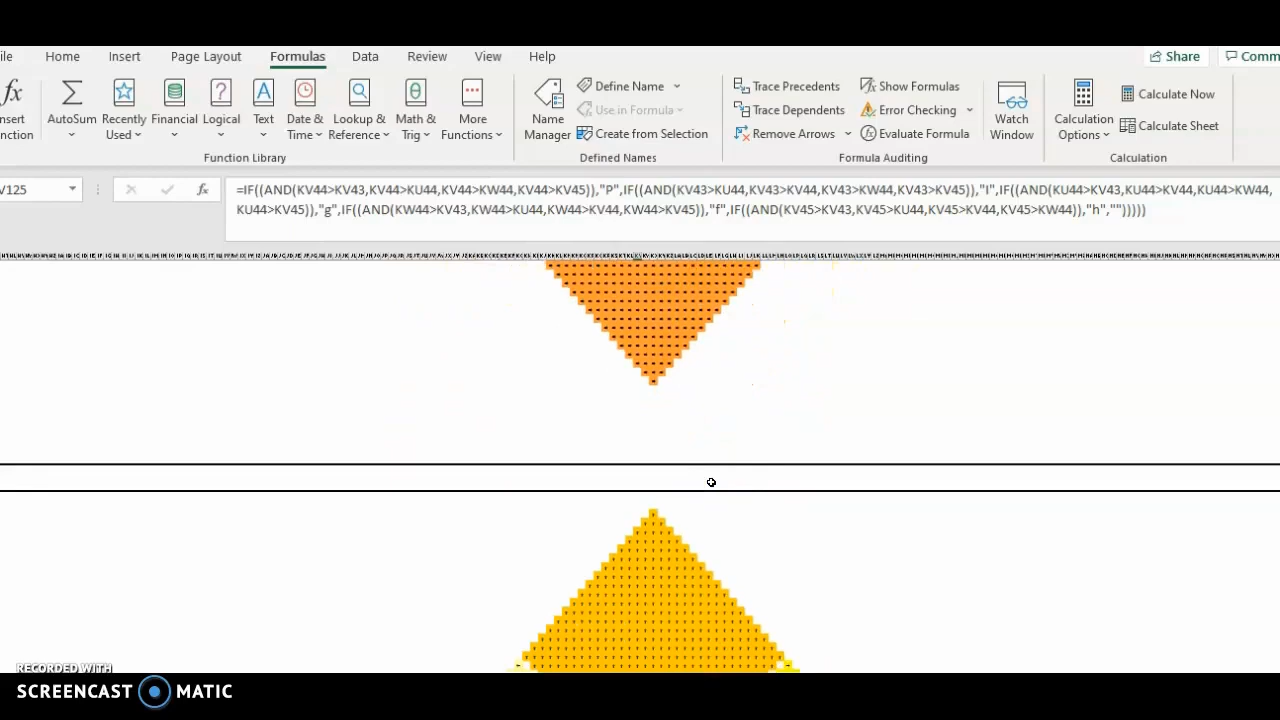 ile Home Insert Page Layout Formulas Data Review View Help Share Comm
fx
nsert
nction
AutoSum
Recently
Used
Financial
Logical
Text
Date &
Time
Lookup &
Reference
Math &
Trig
More
Functions
Function Library
Name
Manager
Define Name
Use in Formula
Create from Selection
Defined Names
Trace Precedents
Trace Dependents
Remove Arrows
Show Formulas
Error Checking
Evaluate Formula
Formula Auditing
Watch
Window
Calculation
Options
Calculate Now
Calculate Sheet
Calculation
V125
fx
=IF((AND(KV44>KV43,KV44>KU44,KV44>KW44,KV44>KV45)),"P",IF((AND(KV43>KU44,KV43>KV44,KV43>KW44,KV43>KV45)),"I",IF((AND(KU44>KV43,KU44>KV44,KU44>KW44,
KU44>KV45)),"g",IF((AND(KW44>KV43,KW44>KU44,KW44>KV44,KW44>KV45)),"f",IF((AND(KV45>KV43,KV45>KU44,KV45>KV44,KV45>KW44)),"h","")))))
RECORDED WITH
SCREENCAST MATIC